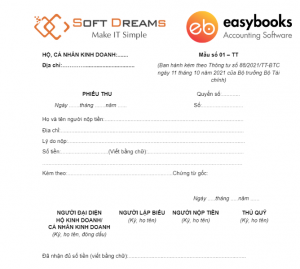 SOFT DREAMS
Make IT Simple
easybooks
Accounting Software
HỌ, CÁ NHÂN KINH DOANH:.......
Địa chỉ:.......................
Mẫu số 01 – TT
(Ban hành kèm theo Thông tư số 88/2021/TT-BTC
ngày 11 tháng 10 năm 2021 của Bộ trưởng Bộ Tài
chính)
PHIẾU THU
Ngày .....tháng .....năm .......
Quyển số:..........
Số:....................
Họ và tên người nộp tiền:.......................
Địa chỉ:.......................
Lý do nộp:.......................
Số tiền:.......................(Viết bằng chữ):.......................
Kèm theo:.......................Chứng từ gốc:
Ngày ....tháng ....năm .....
NGƯỜI ĐẠI DIỆN
HỘ KINH DOANH/
CÁ NHÂN KINH DOANH
(Ký, họ tên, đóng dấu)
NGƯỜI LẬP BIỂU
(Ký, họ tên)
NGƯỜI NỘP TIỀN
(Ký, họ tên)
THỦ QUỸ
(Ký, họ tên)
Đã nhận đủ số tiền (viết bằng chữ):.......................